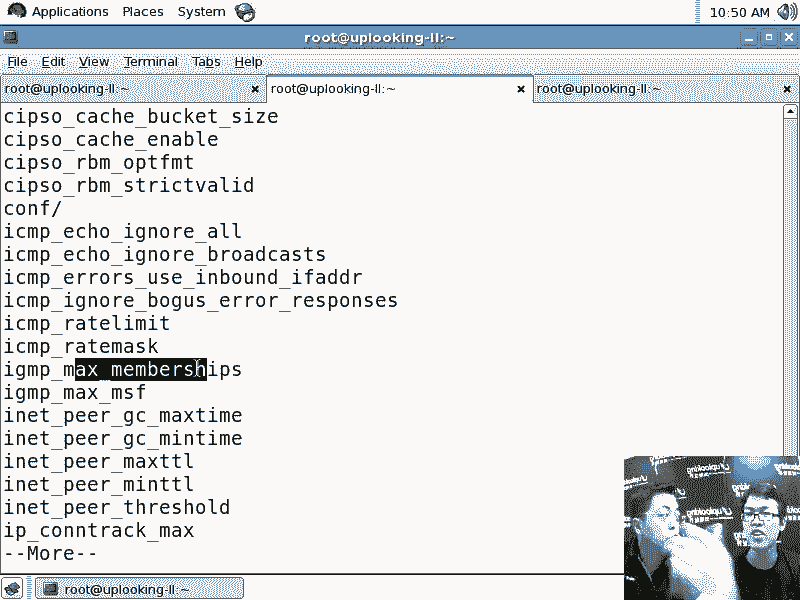 Applications Places System 10:50 AM
root@uplooking-II:~
File Edit View Terminal Tabs Help
root@uplooking-II:~ root@uplooking-II:~ root@uplooking-II:~
cipso_cache_bucket_size
cipso_cache_enable
cipso_rbm_optfmt
cipso_rbm_strictvalid
conf/
icmp_echo_ignore_all
icmp_echo_ignore_broadcasts
icmp_errors_use_inbound_ifaddr
icmp_ignore_bogus_error_responses
icmp_ratelimit
icmp_ratemask
igmp_max_memberships
igmp_max_msf
inet_peer_gc_maxtime
inet_peer_gc_mintime
inet_peer_maxttl
inet_peer_minttl
inet_peer_threshold
ip_conntrack_max
--More--
root@uplooking-II:~